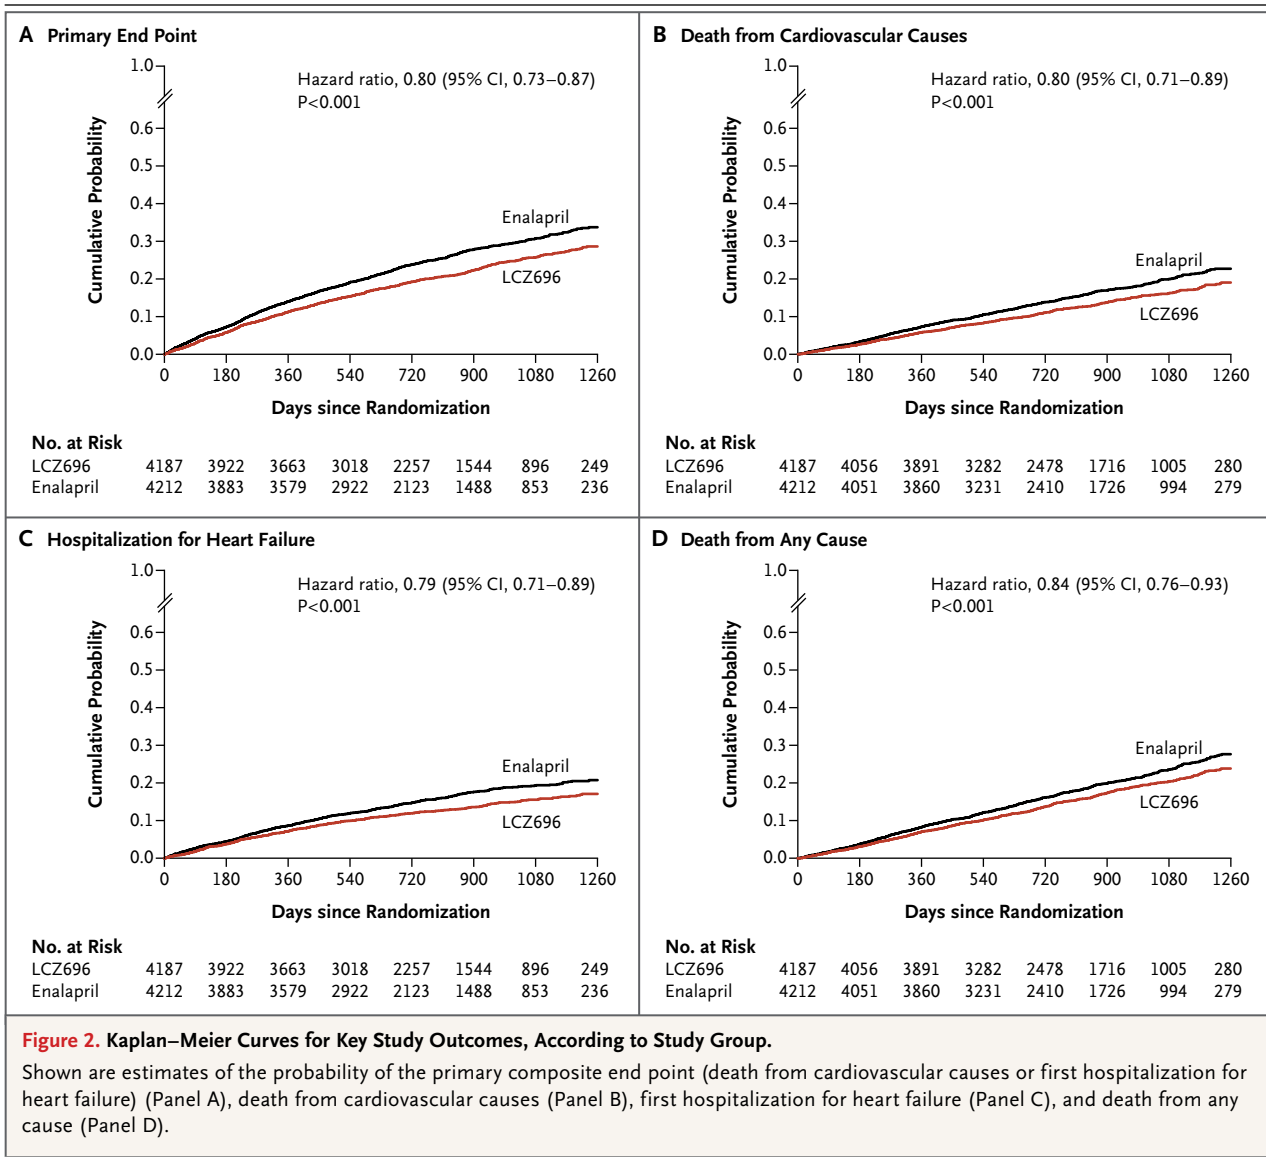 A Primary End Point
1.0
0.6
0.5
0.4
0.3
0.2
0.1
0.0
Cumulative Probability
Hazard ratio, 0.80 (95% CI, 0.73–0.87)
P<0.001
Enalapril
LCZ696
0 180 360 540 720 900 1080 1260
Days since Randomization
No. at Risk
LCZ696 4187 3922 3663 3018 2257 1544 896 249
Enalapril 4212 3883 3579 2922 2123 1488 853 236
B Death from Cardiovascular Causes
1.0
0.6
0.5
0.4
0.3
0.2
0.1
0.0
Cumulative Probability
Hazard ratio, 0.80 (95% CI, 0.71–0.89)
P<0.001
Enalapril
LCZ696
0 180 360 540 720 900 1080 1260
Days since Randomization
No. at Risk
LCZ696 4187 4056 3891 3282 2478 1716 1005 280
Enalapril 4212 4051 3860 3231 2410 1726 994 279
C Hospitalization for Heart Failure
1.0
0.6
0.5
0.4
0.3
0.2
0.1
0.0
Cumulative Probability
Hazard ratio, 0.79 (95% CI, 0.71–0.89)
P<0.001
Enalapril
LCZ696
0 180 360 540 720 900 1080 1260
Days since Randomization
No. at Risk
LCZ696 4187 3922 3663 3018 2257 1544 896 249
Enalapril 4212 3883 3579 2922 2123 1488 853 236
D Death from Any Cause
1.0
0.6
0.5
0.4
0.3
0.2
0.1
0.0
Cumulative Probability
Hazard ratio, 0.84 (95% CI, 0.76–0.93)
P<0.001
Enalapril
LCZ696
0 180 360 540 720 900 1080 1260
Days since Randomization
No. at Risk
LCZ696 4187 4056 3891 3282 2478 1716 1005 280
Enalapril 4212 4051 3860 3231 2410 1726 994 279
Figure 2. Kaplan–Meier Curves for Key Study Outcomes, According to Study Group.
Shown are estimates of the probability of the primary composite end point (death from cardiovascular causes or first hospitalization for
heart failure) (Panel A), death from cardiovascular causes (Panel B), first hospitalization for heart failure (Panel C), and death from any
cause (Panel D).